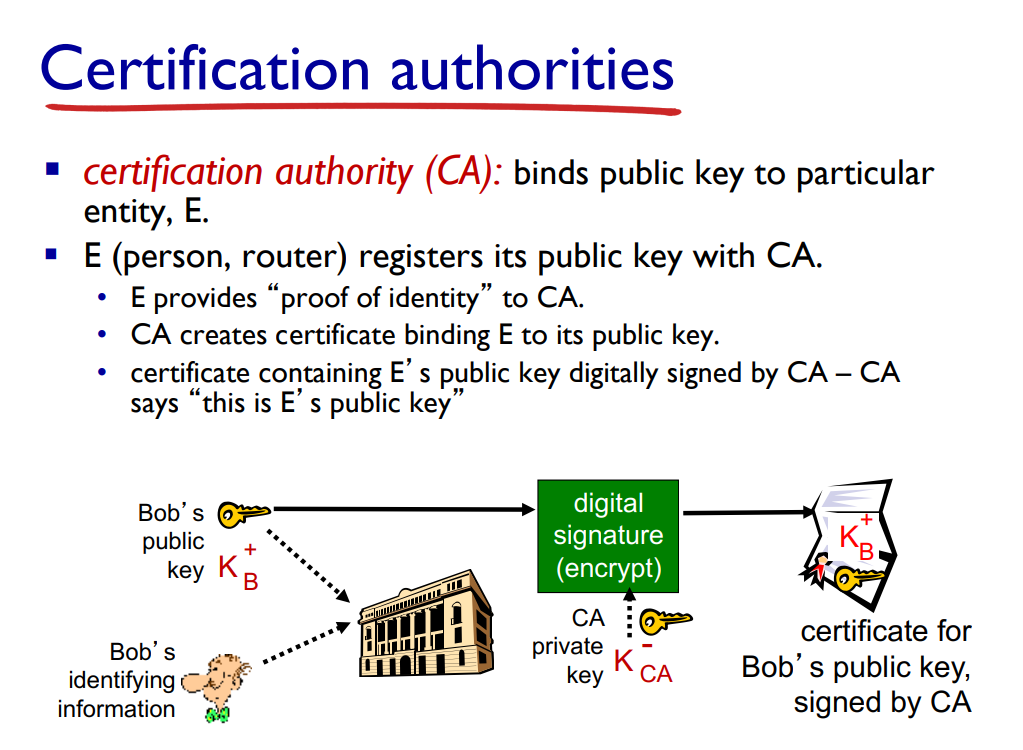 Certification authorities
▪ certification authority (CA): binds public key to particular
entity, E.
▪ E (person, router) registers its public key with CA.
• E provides “proof of identity” to CA.
• CA creates certificate binding E to its public key.
• certificate containing E’s public key digitally signed by CA – CA
says “this is E’s public key”
Bob’s
public
key
K+B
Bob’s
identifying
information
digital
signature
(encrypt)
CA
private
key
K-CA
K+B
certificate for
Bob’s public key,
signed by CA